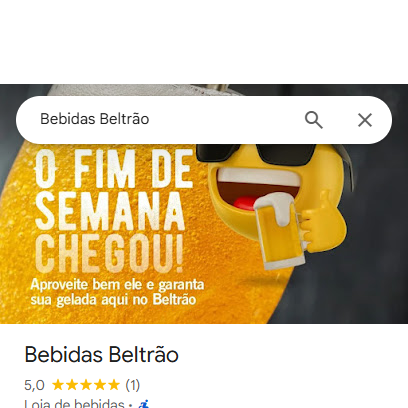 Bebidas Beltrão
O FIM DE
SEMANA
CHEGOU!
Aproveite bem ele e garanta
sua gelada aqui no Beltrão
Bebidas Beltrão
5,0 ★★★★★ (1)
Loja de bebidas ·